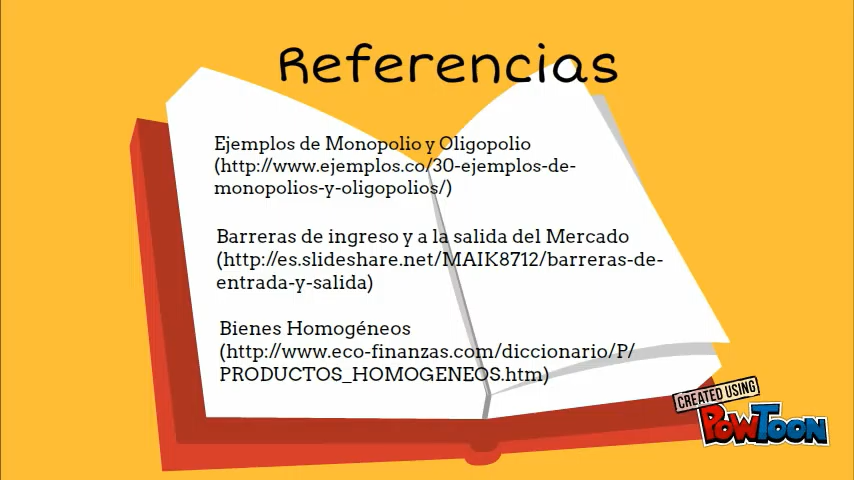 Referencias
Ejemplos de Monopolio y Oligopolio
(http://www.ejemplos.co/30-ejemplos-de-
monopolios-y-oligopolios/)
Barreras de ingreso y a la salida del Mercado
(http://es.slideshare.net/MAIK8712/barreras-de-
entrada-y-salida)
Bienes Homogéneos
(http://www.eco-finanzas.com/diccionario/P/
PRODUCTOS_HOMOGENEOS.htm)
CREATED USING
POWTOON